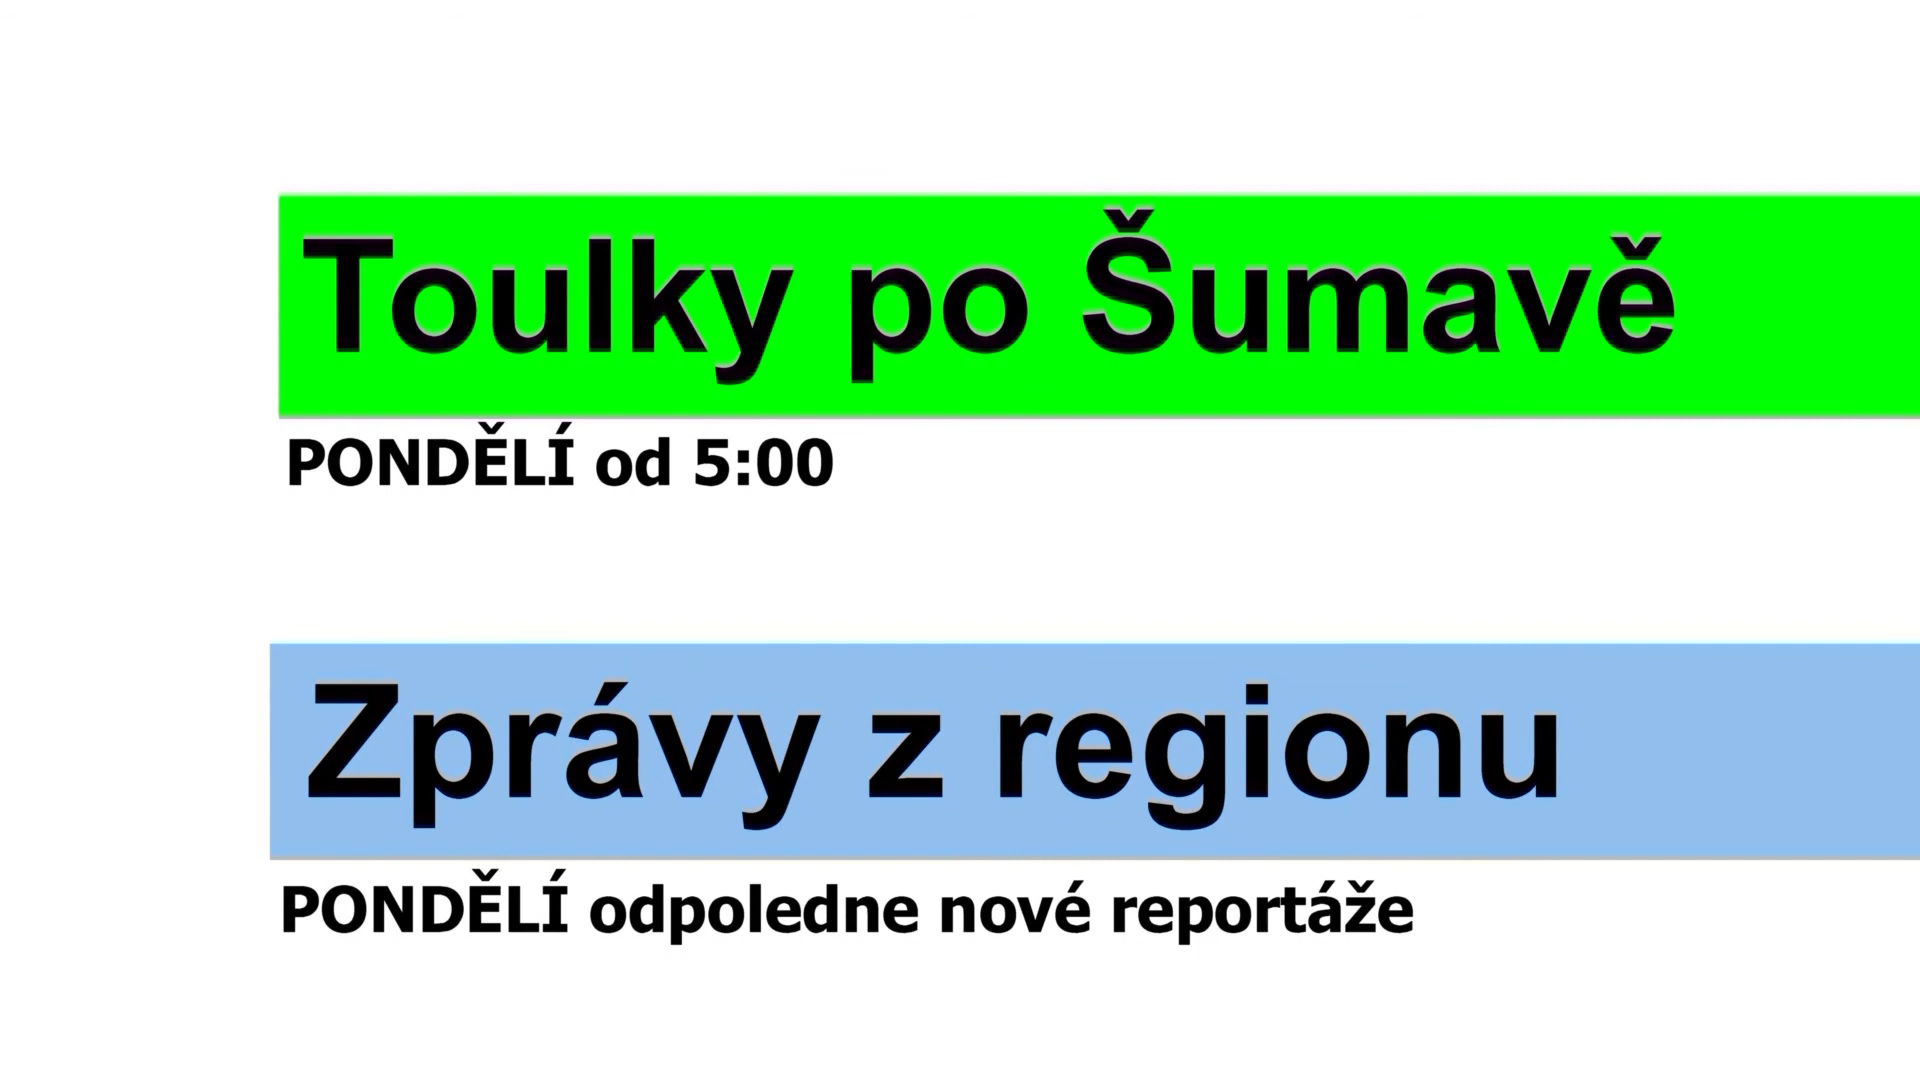 Toulky po Šumavě
PONDĚLÍ od 5:00
Zprávy z regionu
PONDĚLÍ odpoledne nové reportáže